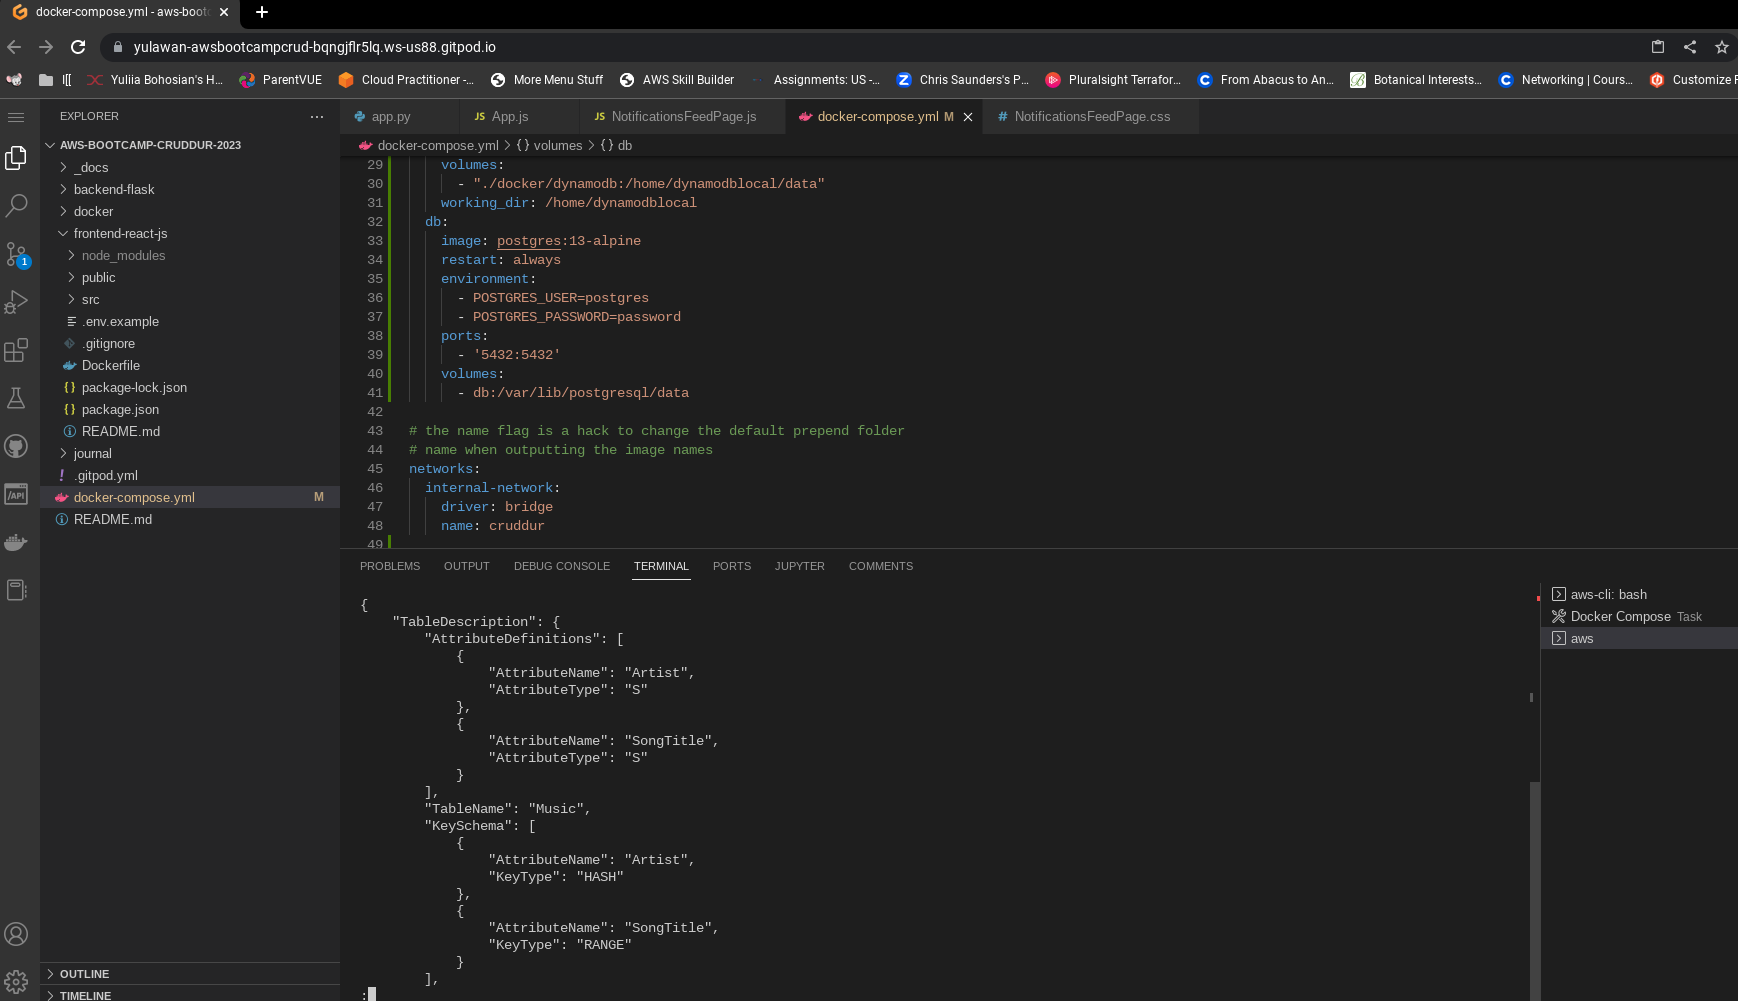 docker-compose.yml - aws-bootc
yulawan-awsbootcampcrud-bqngjflr5lq.ws-us88.gitpod.io
I[[
Yuliia Bohosian's H...
ParentVUE
Cloud Practitioner -...
More Menu Stuff
AWS Skill Builder
Assignments: US -...
Chris Saunders's P...
Pluralsight Terrafor...
From Abacus to An...
Botanical Interests...
Networking | Cours...
Customize F
EXPLORER
AWS-BOOTCAMP-CRUDDUR-2023
_docs
backend-flask
docker
frontend-react-js
node_modules
public
src
.env.example
.gitignore
Dockerfile
package-lock.json
package.json
README.md
journal
.gitpod.yml
docker-compose.yml M
README.md
OUTLINE
TIMELINE
1
/API
app.py
JS App.js
JS NotificationsFeedPage.js
docker-compose.yml M
# NotificationsFeedPage.css
docker-compose.yml > {} volumes > {} db
29 volumes:
30 - "./docker/dynamodb:/home/dynamodblocal/data"
31 working_dir: /home/dynamodblocal
32 db:
33 image: postgres:13-alpine
34 restart: always
35 environment:
36 - POSTGRES_USER=postgres
37 - POSTGRES_PASSWORD=password
38 ports:
39 - '5432:5432'
40 volumes:
41 - db:/var/lib/postgresql/data
42
43 # the name flag is a hack to change the default prepend folder
44 # name when outputting the image names
45 networks:
46 internal-network:
47 driver: bridge
48 name: cruddur
49
PROBLEMS
OUTPUT
DEBUG CONSOLE
TERMINAL
PORTS
JUPYTER
COMMENTS
{
"TableDescription": {
"AttributeDefinitions": [
{
"AttributeName": "Artist",
"AttributeType": "S"
},
{
"AttributeName": "SongTitle",
"AttributeType": "S"
}
],
"TableName": "Music",
"KeySchema": [
{
"AttributeName": "Artist",
"KeyType": "HASH"
},
{
"AttributeName": "SongTitle",
"KeyType": "RANGE"
}
],
:
aws-cli: bash
Docker Compose Task
aws